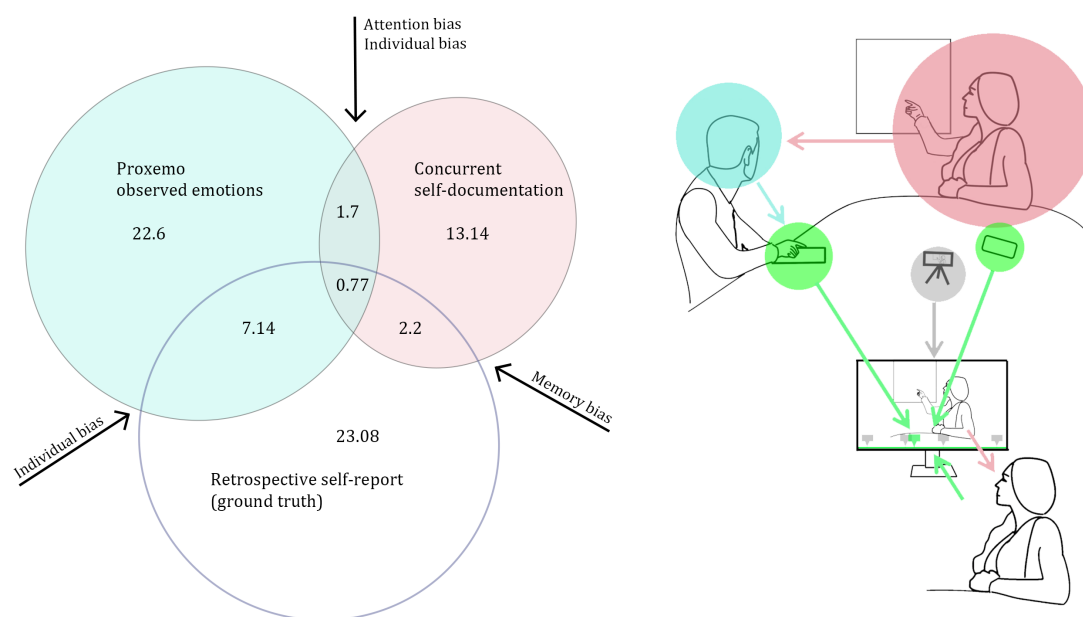 Attention bias
Individual bias
Proxemo
observed emotions
22.6
Concurrent
self-documentation
13.14
1.7
0.77
7.14
2.2
Memory bias
Individual bias
23.08
Retrospective self-report
(ground truth)